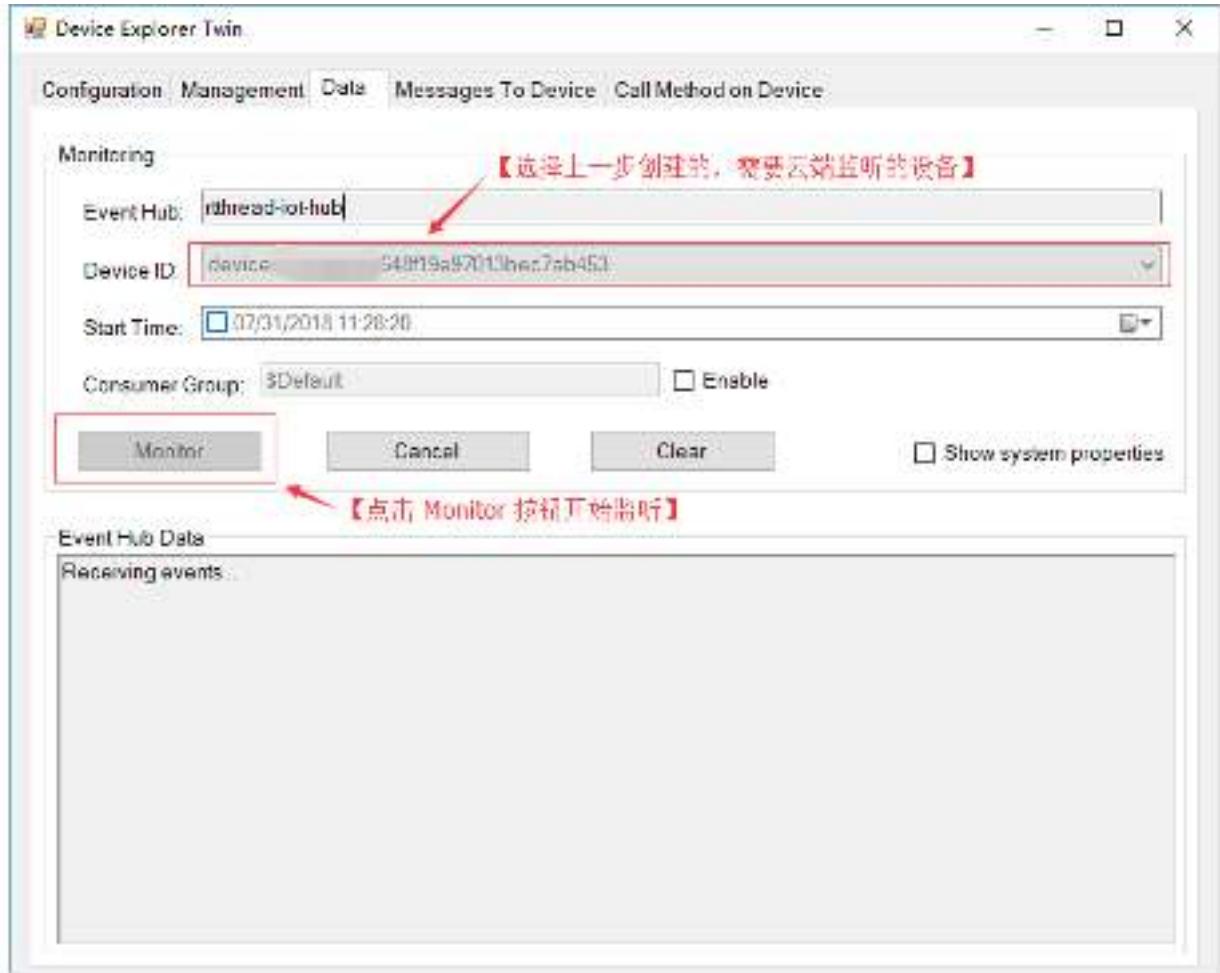 Device Explorer Twin
Configuration Management Data Messages To Device Call Method on Device
Monitoring
【选择上一步创建的，需要云端监听的设备】
Event Hub: rtthread-iot-hub
Device ID: device 648f19a97013bec7ab453
Start Time: 07/31/2018 11:28:20
Consumer Group: $Default Enable
Monitor Cancel Clear Show system properties
【点击 Monitor 按钮开始监听】
Event Hub Data
Receiving events...